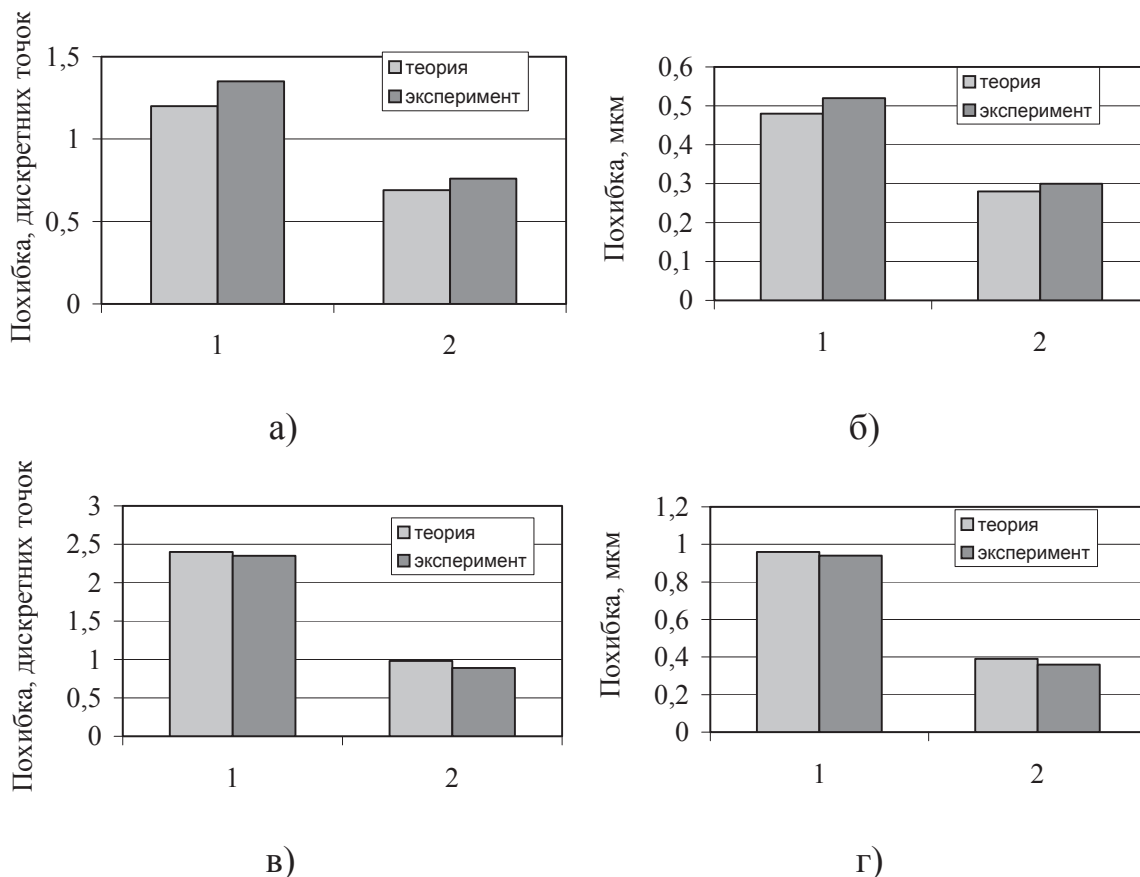 Похибка, дискретних точок
1,5
1
0,5
0
теория
эксперимент
1
2
а)
Похибка, мкм
0,6
0,5
0,4
0,3
0,2
0,1
0
теория
эксперимент
1
2
б)
Похибка, дискретних точок
3
2,5
2
1,5
1
0,5
0
теория
эксперимент
1
2
в)
Похибка, мкм
1,2
1
0,8
0,6
0,4
0,2
0
теория
эксперимент
1
2
г)